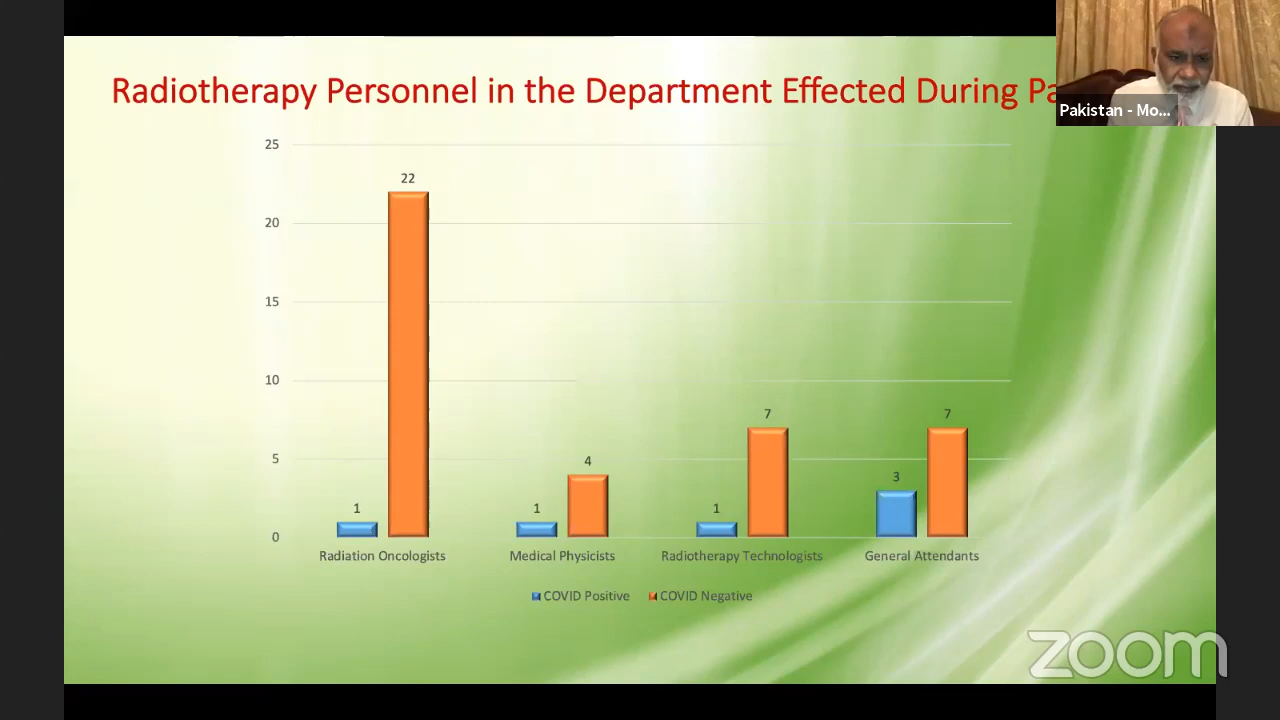 Radiotherapy Personnel in the Department Effected During
Pakistan - Mo...
25
22
20
15
10
7
7
5
4
3
1
1
1
0
Radiation Oncologists
Medical Physicists
Radiotherapy Technologists
General Attendants
COVID Positive
COVID Negative
zoom